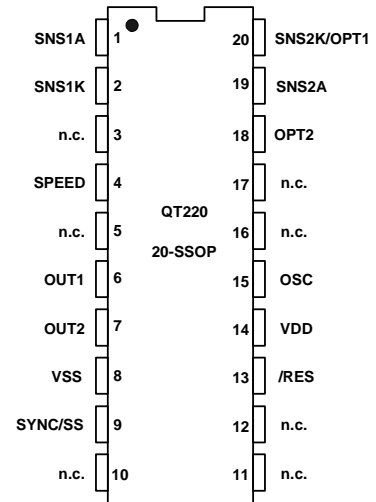 SNS1A 1 20 SNS2K/OPT1
SNS1K 2 19 SNS2A
n.c. 3 18 OPT2
SPEED 4 17 n.c.
QT220
n.c. 5 16 n.c.
20-SSOP
OUT1 6 15 OSC
OUT2 7 14 VDD
VSS 8 13 /RES
SYNC/SS 9 12 n.c.
n.c. 10 11 n.c.